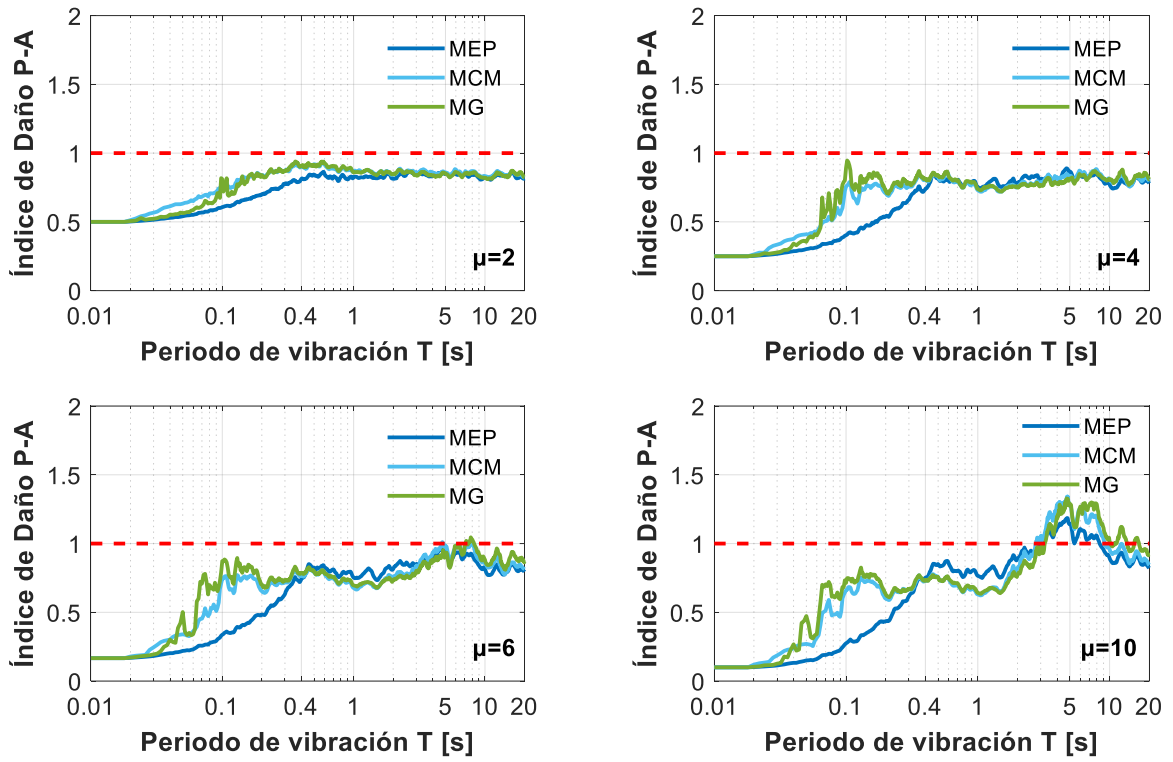 Índice de Daño P-A
2
1.5
1
0.5
0
MEP
MCM
MG
μ=2
0.01 0.1 0.4 1 5 10 20
Periodo de vibración T [s]
Índice de Daño P-A
2
1.5
1
0.5
0
MEP
MCM
MG
μ=4
0.01 0.1 0.4 1 5 10 20
Periodo de vibración T [s]
Índice de Daño P-A
2
1.5
1
0.5
0
MEP
MCM
MG
μ=6
0.01 0.1 0.4 1 5 10 20
Periodo de vibración T [s]
Índice de Daño P-A
2
1.5
1
0.5
0
MEP
MCM
MG
μ=10
0.01 0.1 0.4 1 5 10 20
Periodo de vibración T [s]